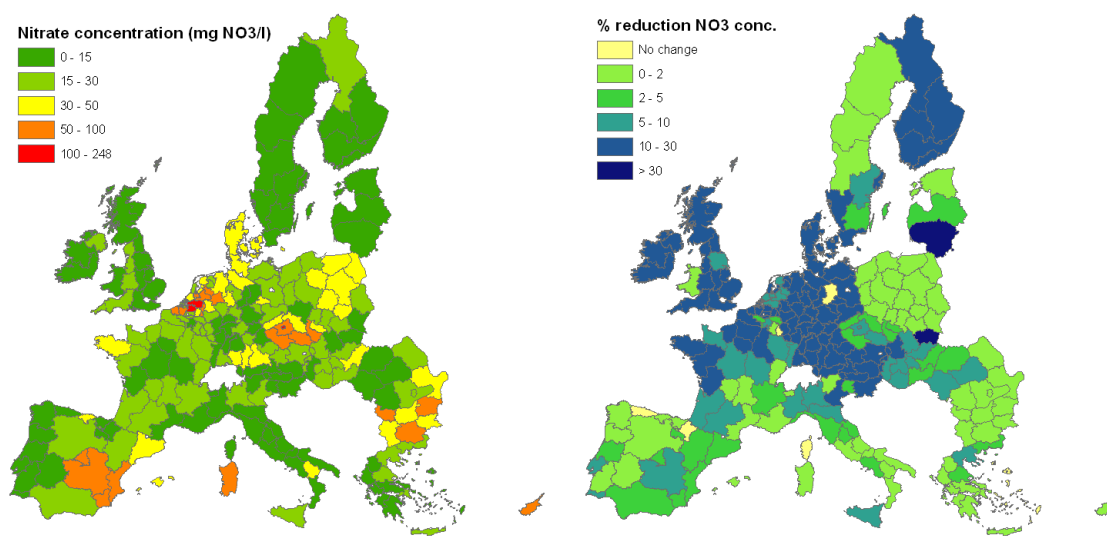 Nitrate concentration (mg NO3/l)
0 - 15
15 - 30
30 - 50
50 - 100
100 - 248
% reduction NO3 conc.
No change
0 - 2
2 - 5
5 - 10
10 - 30
> 30